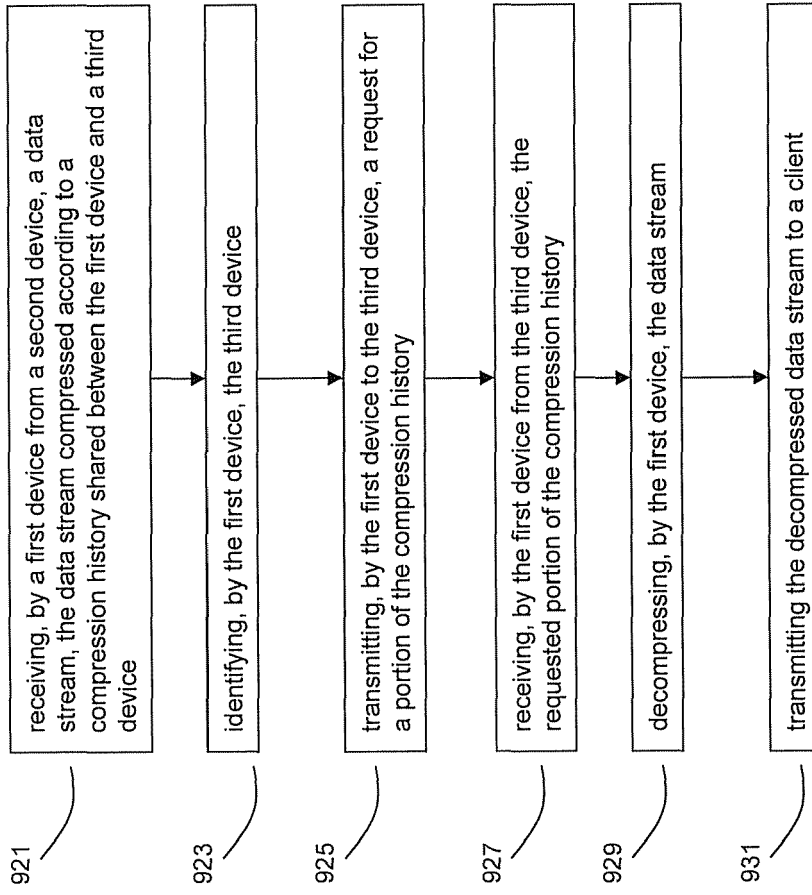 921
receiving, by a first device from a second device, a data
stream, the data stream compressed according to a
compression history shared between the first device and a third
device
923
identifying, by the first device, the third device
925
transmitting, by the first device to the third device, a request for
a portion of the compression history
927
receiving, by the first device from the third device, the
requested portion of the compression history
929
decompressing, by the first device, the data stream
931
transmitting the decompressed data stream to a client